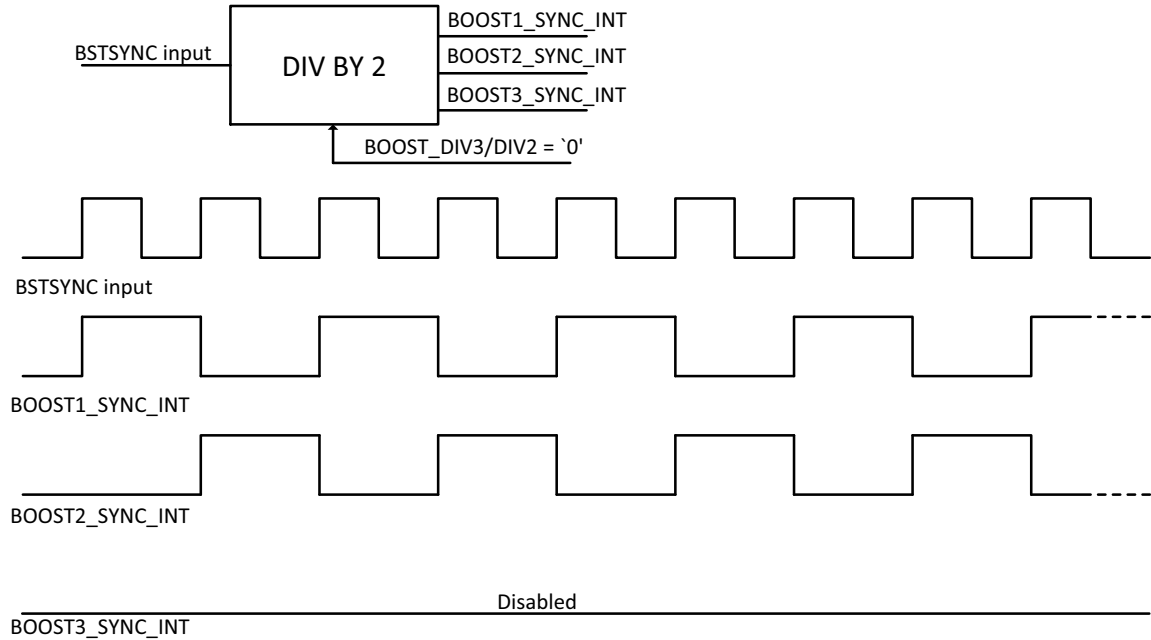 BOOST1_SYNC_INT
BSTSYNC input
DIV BY 2
BOOST2_SYNC_INT
BOOST3_SYNC_INT
BOOST_DIV3/DIV2 = `0'
BSTSYNC input
BOOST1_SYNC_INT
BOOST2_SYNC_INT
Disabled
BOOST3_SYNC_INT